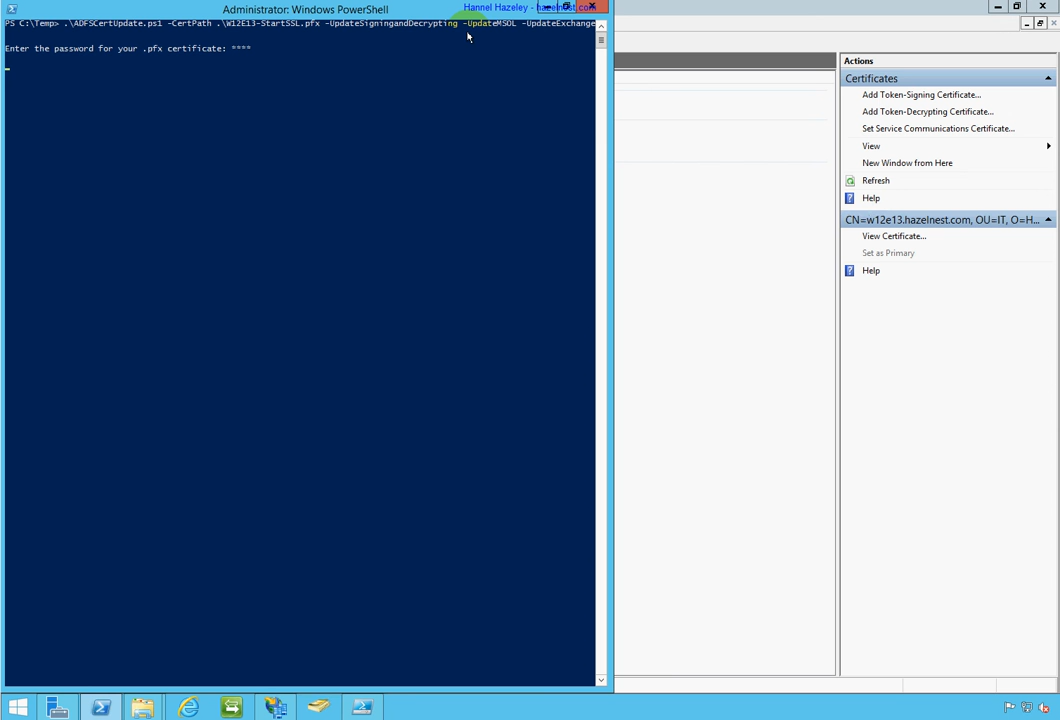 Administrator: Windows PowerShell
Hannel Hazeley - hazelnest.com
PS C:\Temp> .\ADFSCertUpdate.ps1 -CertPath .\W12E13-StartSSL.pfx -UpdateSigningandDecrypting -UpdateMSOL -UpdateExchange
Enter the password for your .pfx certificate: ****
Actions
Certificates
Add Token-Signing Certificate...
Add Token-Decrypting Certificate...
Set Service Communications Certificate...
View
New Window from Here
Refresh
Help
CN=w12e13.hazelnest.com, OU=IT, O=H...
View Certificate...
Set as Primary
Help